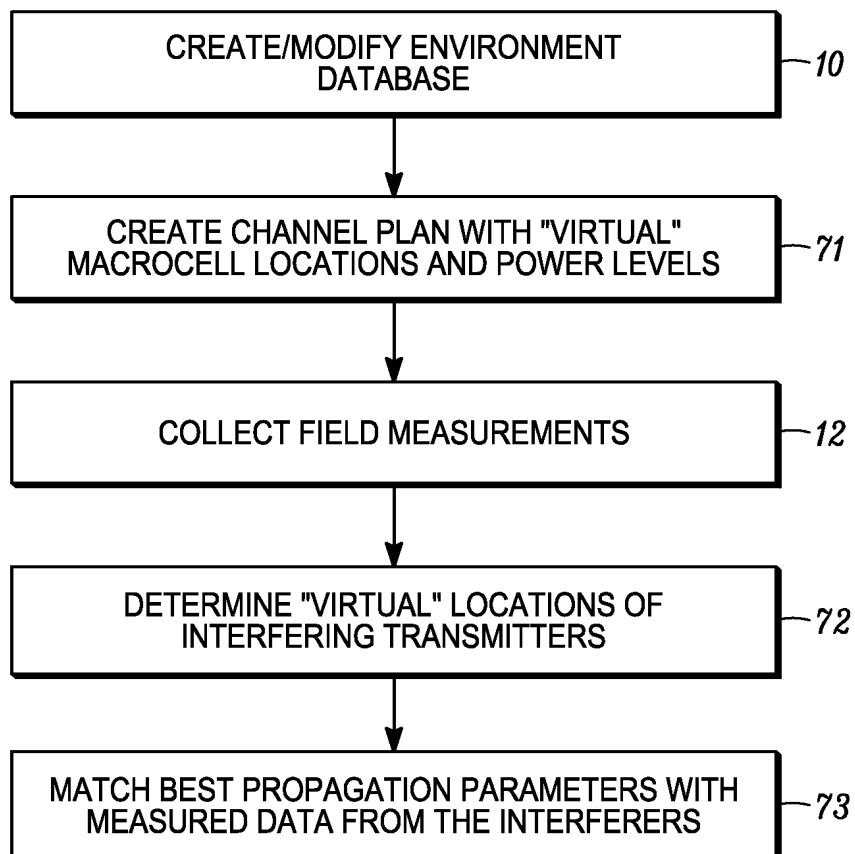 CREATE/MODIFY ENVIRONMENT
DATABASE
10
CREATE CHANNEL PLAN WITH "VIRTUAL"
MACROCELL LOCATIONS AND POWER LEVELS
71
COLLECT FIELD MEASUREMENTS
12
DETERMINE "VIRTUAL" LOCATIONS OF
INTERFERING TRANSMITTERS
72
MATCH BEST PROPAGATION PARAMETERS WITH
MEASURED DATA FROM THE INTERFERERS
73